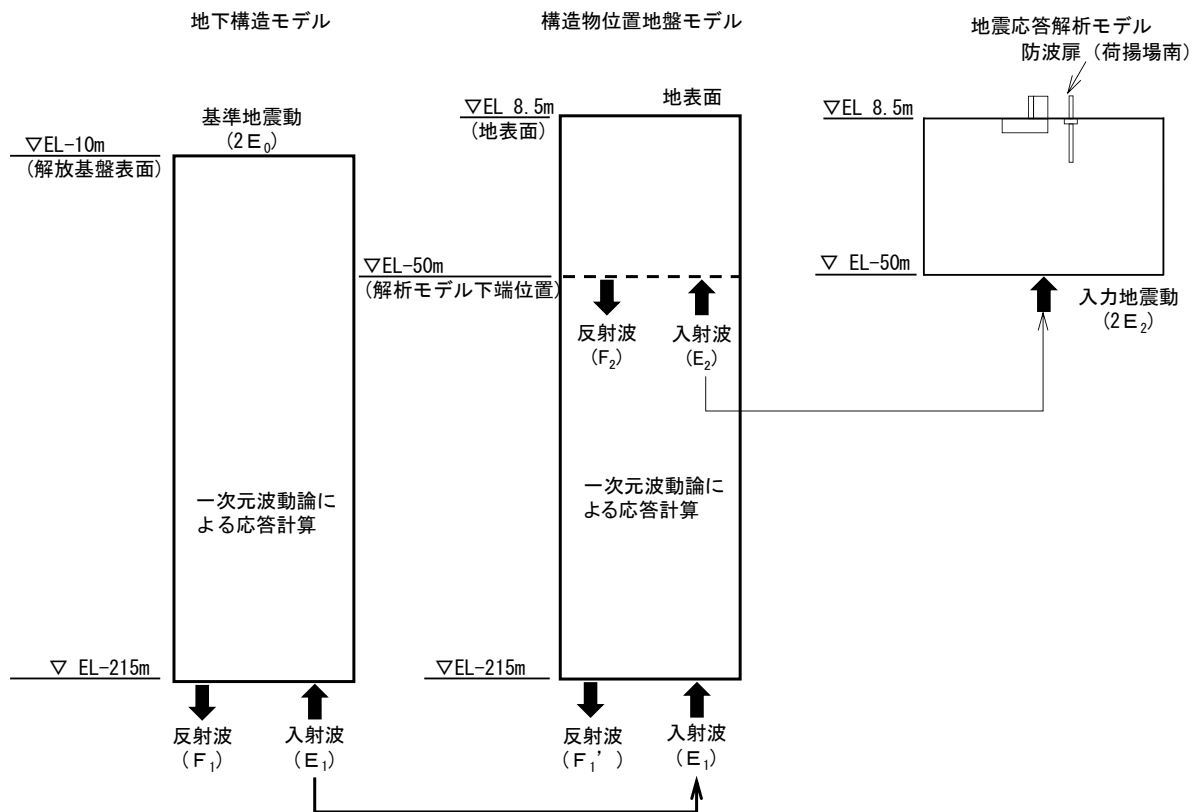 地下構造モデル
基準地震動
(2E₀)
▽EL-10m
(解放基盤表面)
一次元波動論に
よる応答計算
▽ EL-215m
反射波
(F₁)
入射波
(E₁)
構造物位置地盤モデル
▽EL 8.5m
(地表面)
地表面
▽EL-50m
(解析モデル下端位置)
反射波
(F₂)
入射波
(E₂)
一次元波動論に
よる応答計算
▽EL-215m
反射波
(F₁’)
入射波
(E₁)
地震応答解析モデル
防波扉（荷揚場南）
▽EL 8.5m
▽ EL-50m
入力地震動
(2E₂)